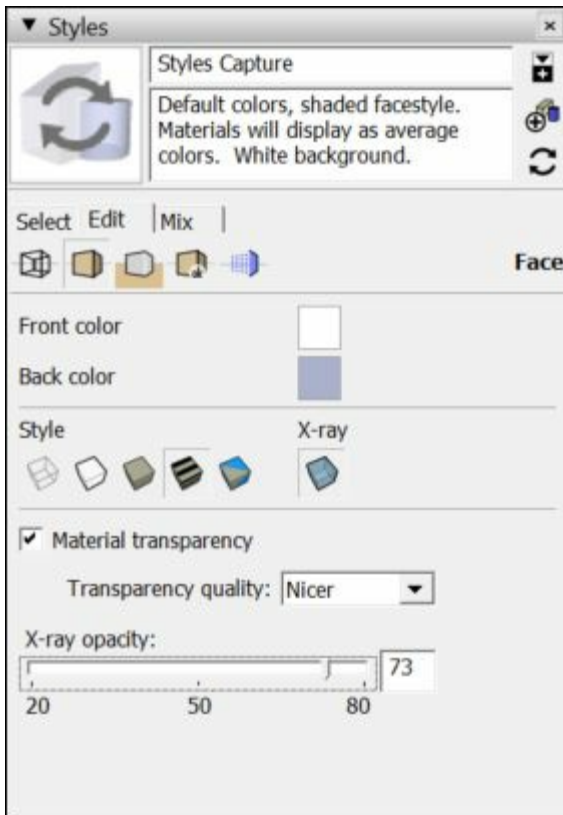 Styles
Styles Capture
Default colors, shaded facestyle.
Materials will display as average
colors. White background.
Select Edit Mix
Face
Front color
Back color
Style X-ray
Material transparency
Transparency quality: Nicer
X-ray opacity:
73
20 50 80